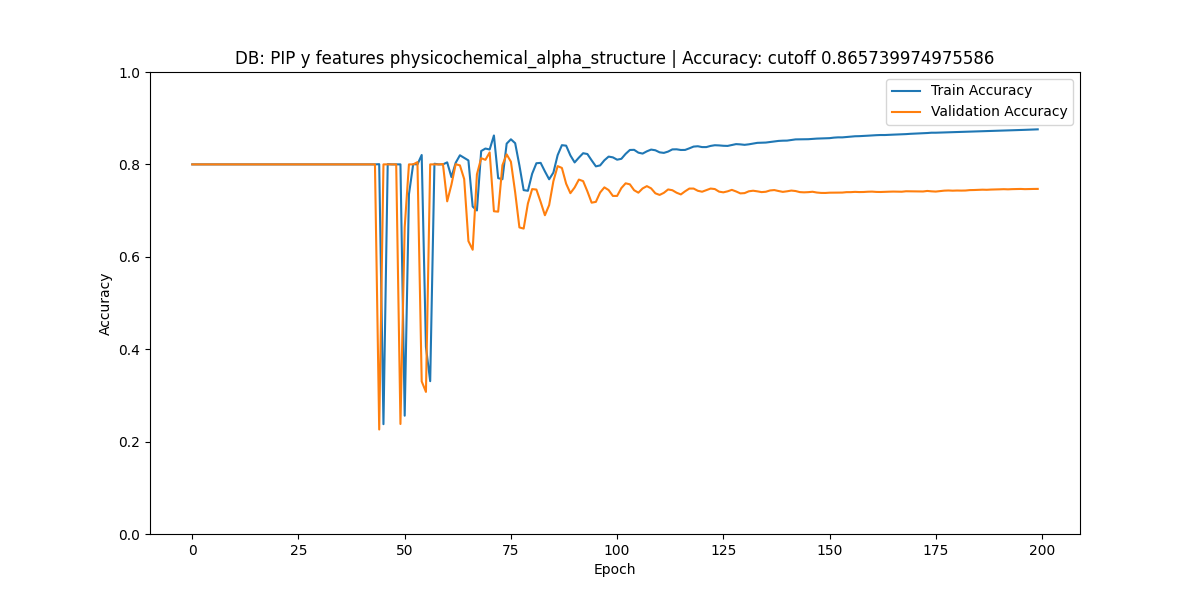 DB: PIP y features physicochemical_alpha_structure | Accuracy: cutoff 0.865739974975586
Train Accuracy
Validation Accuracy
Accuracy
1.0
0.8
0.6
0.4
0.2
0.0
0 25 50 75 100 125 150 175 200
Epoch